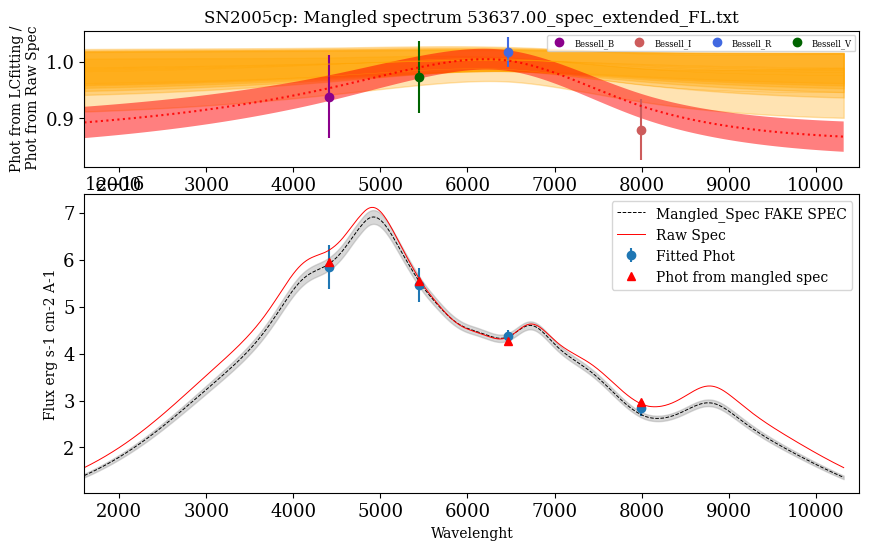 SN2005cp: Mangled spectrum 53637.00_spec_extended_FL.txt
Phot from LCfitting /
Phot from Raw Spec
1.0
0.9
Bessell_B
Bessell_I
Bessell_R
Bessell_V
2000 3000 4000 5000 6000 7000 8000 9000 10000
1e−16
Flux erg s-1 cm-2 A-1
7
6
5
4
3
2
Mangled_Spec FAKE SPEC
Raw Spec
Fitted Phot
Phot from mangled spec
2000 3000 4000 5000 6000 7000 8000 9000 10000
Wavelenght